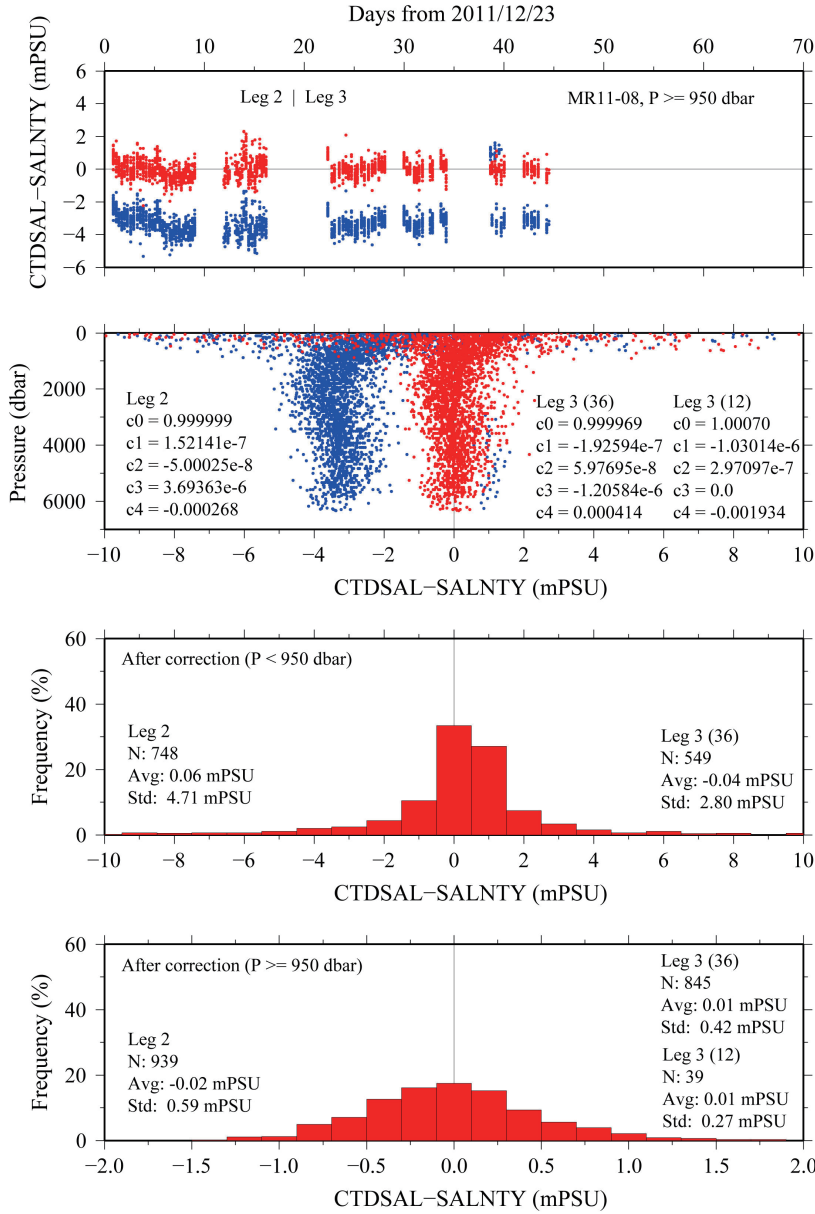 Days from 2011/12/23
0 10 20 30 40 50 60 70
CTDSAL−SALNTY (mPSU)
6
4
2
0
−2
−4
−6
Leg 2 | Leg 3
MR11-08, P >= 950 dbar
Pressure (dbar)
0
2000
4000
6000
Leg 2
c0 = 0.999999
c1 = 1.52141e-7
c2 = -5.00025e-8
c3 = 3.69363e-6
c4 = -0.000268
Leg 3 (36)
c0 = 0.999969
c1 = -1.92594e-7
c2 = 5.97695e-8
c3 = -1.20584e-6
c4 = 0.000414
Leg 3 (12)
c0 = 1.00070
c1 = -1.03014e-6
c2 = 2.97097e-7
c3 = 0.0
c4 = -0.001934
−10 −8 −6 −4 −2 0 2 4 6 8 10
CTDSAL−SALNTY (mPSU)
Frequency (%)
60
40
20
0
After correction (P < 950 dbar)
Leg 2
N: 748
Avg: 0.06 mPSU
Std: 4.71 mPSU
Leg 3 (36)
N: 549
Avg: -0.04 mPSU
Std: 2.80 mPSU
−10 −8 −6 −4 −2 0 2 4 6 8 10
CTDSAL−SALNTY (mPSU)
Frequency (%)
60
40
20
0
After correction (P >= 950 dbar)
Leg 2
N: 939
Avg: -0.02 mPSU
Std: 0.59 mPSU
Leg 3 (36)
N: 845
Avg: 0.01 mPSU
Std: 0.42 mPSU
Leg 3 (12)
N: 39
Avg: 0.01 mPSU
Std: 0.27 mPSU
−2.0 −1.5 −1.0 −0.5 0.0 0.5 1.0 1.5 2.0
CTDSAL−SALNTY (mPSU)